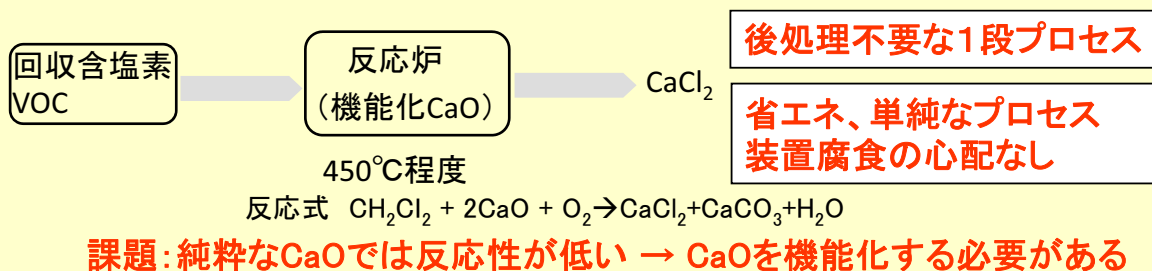 回収含塩素
VOC
反応炉
（機能化CaO）
CaCl₂
後処理不要な１段プロセス
省エネ、単純なプロセス
装置腐食の心配なし
450℃程度
反応式 CH₂Cl₂ + 2CaO + O₂→CaCl₂+CaCO₃+H₂O
課題：純粋なCaOでは反応性が低い → CaOを機能化する必要がある